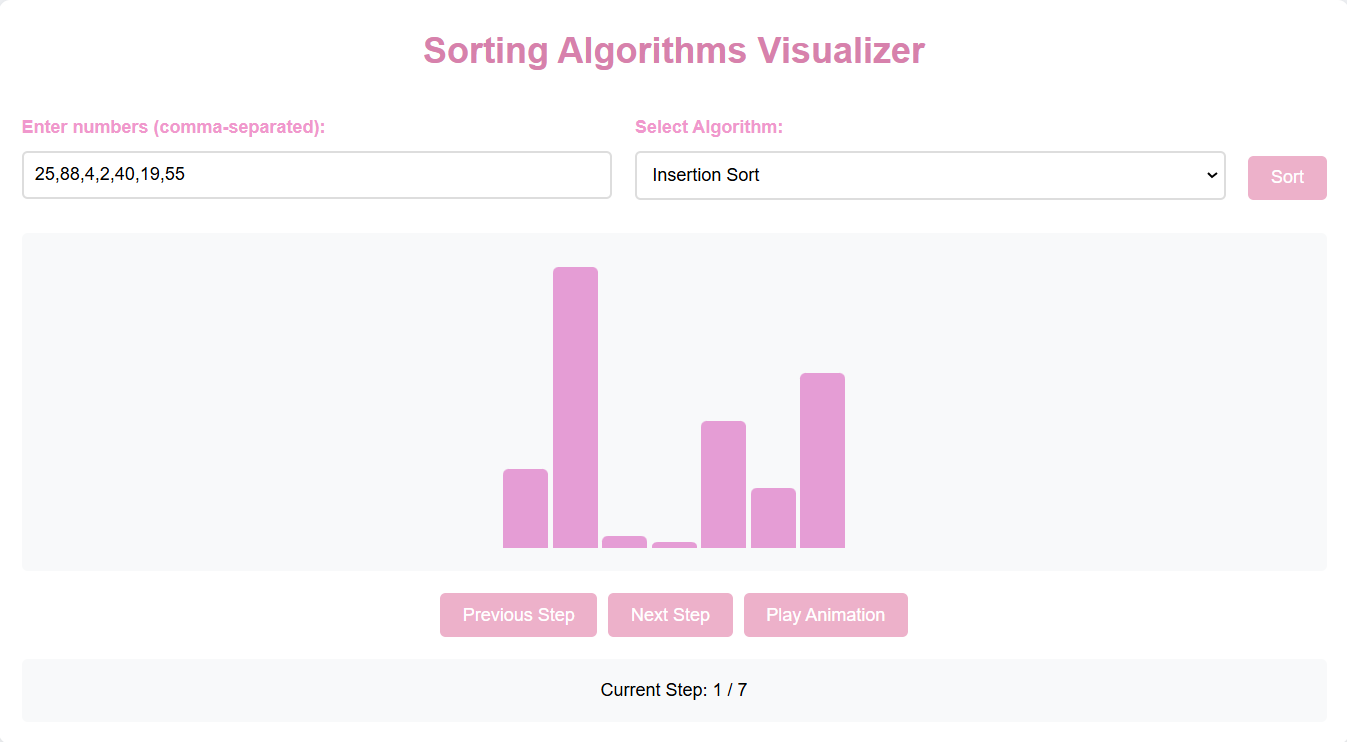 Sorting Algorithms Visualizer
Enter numbers (comma-separated):
Select Algorithm:
25,88,4,2,40,19,55
Insertion Sort
Sort
Previous Step
Next Step
Play Animation
Current Step: 1 / 7